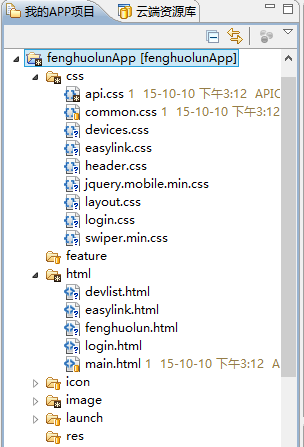 我的APP项目 云端资源库
fenghuolunApp [fenghuolunApp]
css
api.css 1 15-10-10 下午3:12 APIC
common.css 2 15-10-10 下午3:12
devices.css
easylink.css
header.css
jquery.mobile.min.css
layout.css
login.css
swiper.min.css
feature
html
devlist.html
easylink.html
fenghuolun.html
login.html
main.html 1 15-10-10 下午3:12 A
icon
image
launch
res